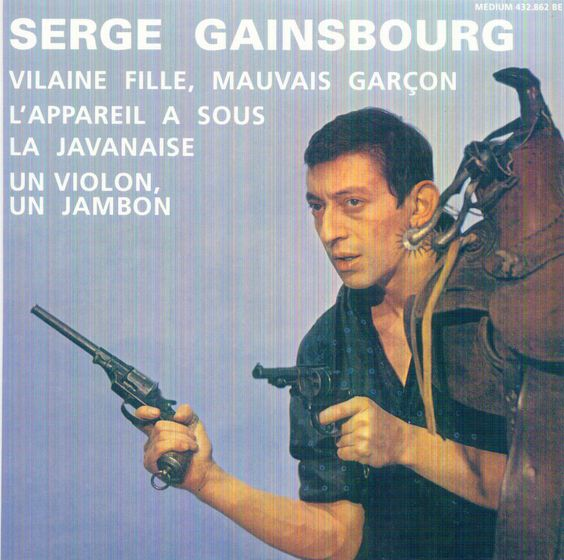 MEDIUM 432.862 BE
SERGE GAINSBOURG
VILAINE FILLE, MAUVAIS GARÇON
L'APPAREIL A SOUS
LA JAVANAISE
UN VIOLON,
UN JAMBON